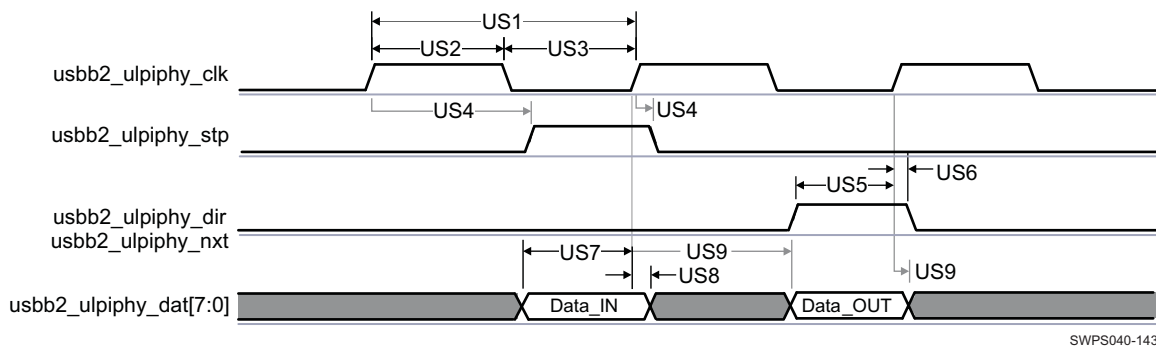 US1
US2 US3
usbb2_ulpiphy_clk
US4 US4
usbb2_ulpiphy_stp
US6
US5
usbb2_ulpiphy_dir
usbb2_ulpiphy_nxt
US7 US9
US8 US9
usbb2_ulpiphy_dat[7:0] Data_IN Data_OUT
SWPS040-143